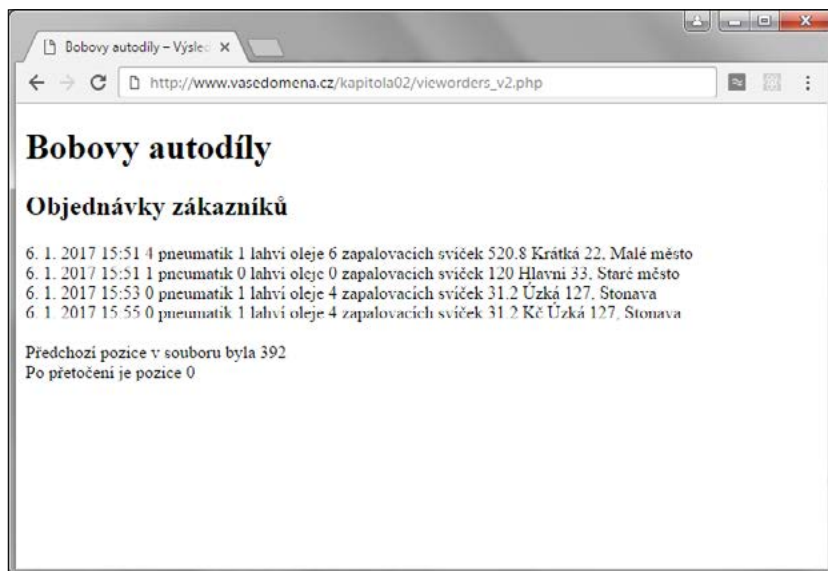 Bobovy autodíly – Výsled
http://www.vasedomena.cz/kapitola02/vieworders_v2.php
Bobovy autodíly
Objednávky zákazníků
6. 1. 2017 15:51 4 pneumatik 1 lahví oleje 6 zapalovacích svíček 520.8 Krátká 22, Malé město
6. 1. 2017 15:51 1 pneumatik 0 lahví oleje 0 zapalovacích svíček 120 Hlavní 33, Staré město
6. 1. 2017 15:53 0 pneumatik 1 lahví oleje 4 zapalovacích svíček 31.2 Úzká 127, Stonava
6. 1. 2017 15:55 0 pneumatik 1 lahví oleje 4 zapalovacích svíček 31.2 Kč Úzká 127, Stonava
Předchozí pozice v souboru byla 392
Po přetočení je pozice 0